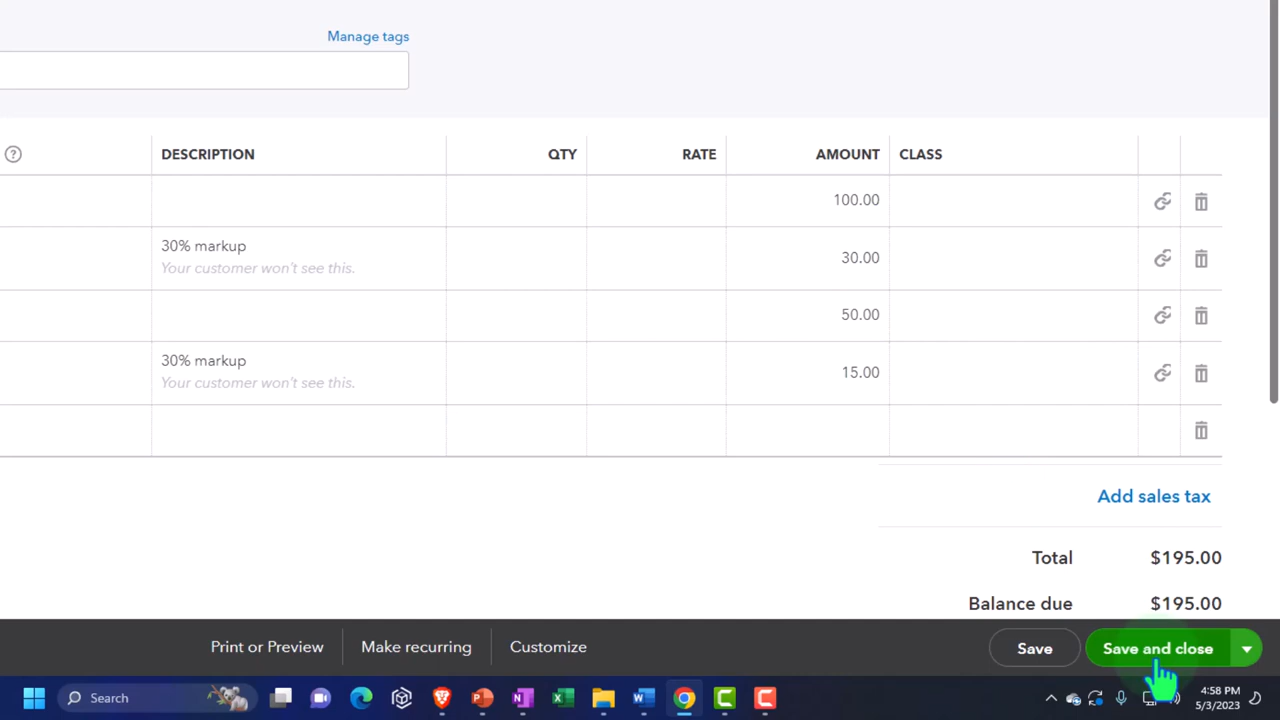 Manage tags
? DESCRIPTION QTY RATE AMOUNT CLASS
100.00
30% markup
Your customer won't see this.
30.00
50.00
30% markup
Your customer won't see this.
15.00
Add sales tax
Total $195.00
Balance due $195.00
Print or Preview Make recurring Customize Save Save and close
Search
4:58 PM
5/3/2023